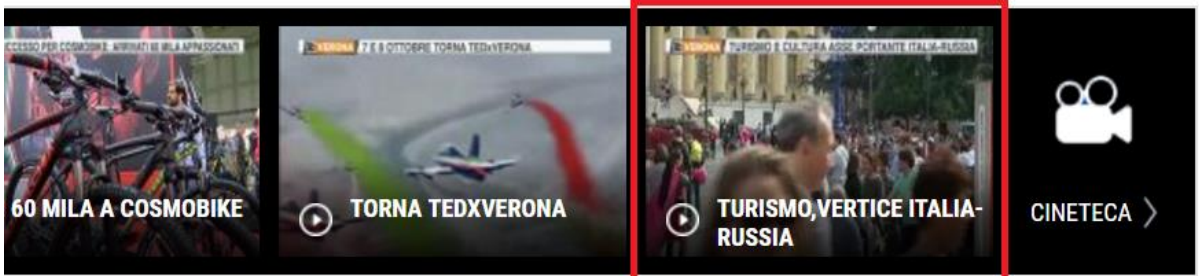 CCESSO PER COSMOBIKE: ARRIVATI 60 MILA APPASSIONATI
60 MILA A COSMOBIKE
VERONA 7 E 8 OTTOBRE TORNA TEDxVERONA
TORNA TEDXVERONA
VERONA TURISMO E CULTURA ASSE PORTANTE ITALIA-RUSSIA
TURISMO,VERTICE ITALIA-
RUSSIA
CINETECA